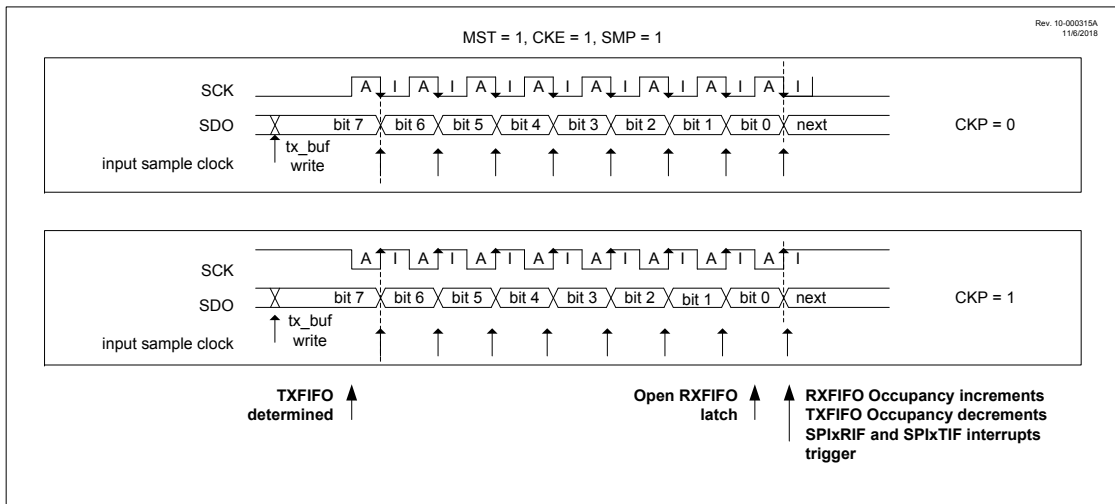 Rev. 10-000315A
11/6/2018
MST = 1, CKE = 1, SMP = 1
SCK A I A I A I A I A I A I A I A I
SDO bit 7 bit 6 bit 5 bit 4 bit 3 bit 2 bit 1 bit 0 next
CKP = 0
tx_buf
write
input sample clock
SCK A I A I A I A I A I A I A I A I
SDO bit 7 bit 6 bit 5 bit 4 bit 3 bit 2 bit 1 bit 0 next
CKP = 1
tx_buf
write
input sample clock
TXFIFO
determined
Open RXFIFO
latch
RXFIFO Occupancy increments
TXFIFO Occupancy decrements
SPIxRIF and SPIxTIF interrupts
trigger